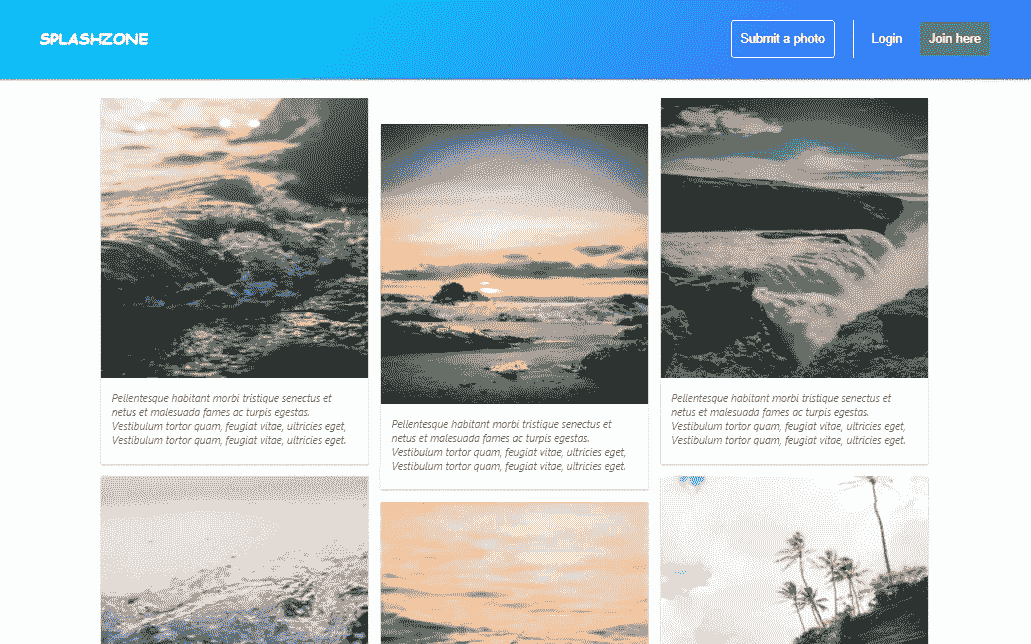 SPLASHZONE
Submit a photo
Login
Join here
Pellentesque habitant morbi tristique senectus et
netus et malesuada fames ac turpis egestas.
Vestibulum tortor quam, feugiat vitae, ultricies eget,
Vestibulum tortor quam, feugiat vitae, ultricies eget.
Pellentesque habitant morbi tristique senectus et
netus et malesuada fames ac turpis egestas.
Vestibulum tortor quam, feugiat vitae, ultricies eget,
Vestibulum tortor quam, feugiat vitae, ultricies eget.
Pellentesque habitant morbi tristique senectus et
netus et malesuada fames ac turpis egestas.
Vestibulum tortor quam, feugiat vitae, ultricies eget,
Vestibulum tortor quam, feugiat vitae, ultricies eget.